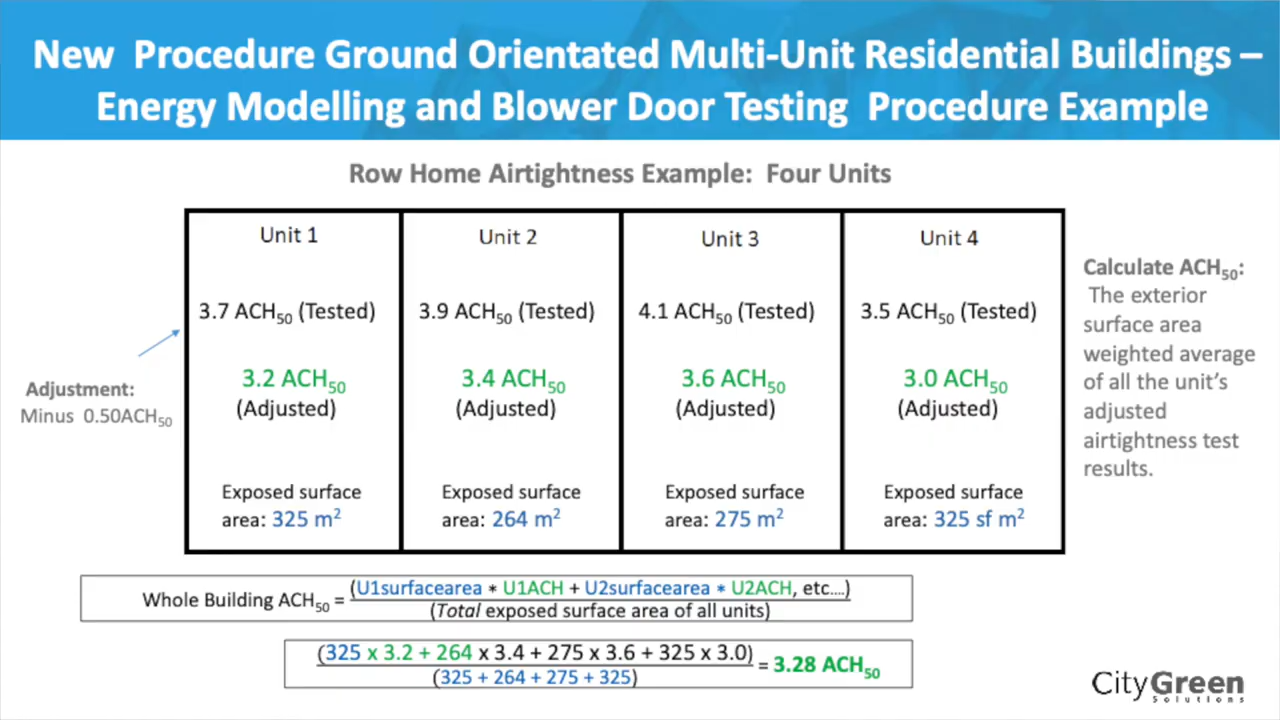 New Procedure Ground Orientated Multi-Unit Residential Buildings –
Energy Modelling and Blower Door Testing Procedure Example
Row Home Airtightness Example: Four Units
Unit 1
3.7 ACH50 (Tested)
3.2 ACH50
(Adjusted)
Exposed surface
area: 325 m²
Unit 2
3.9 ACH50 (Tested)
3.4 ACH50
(Adjusted)
Exposed surface
area: 264 m²
Unit 3
4.1 ACH50 (Tested)
3.6 ACH50
(Adjusted)
Exposed surface
area: 275 m²
Unit 4
3.5 ACH50 (Tested)
3.0 ACH50
(Adjusted)
Exposed surface
area: 325 sf m²
Adjustment:
Minus 0.50ACH50
Calculate ACH50:
The exterior
surface area
weighted average
of all the unit's
adjusted
airtightness test
results.
Whole Building ACH50 = (U1surfacearea * U1ACH + U2surfacearea * U2ACH, etc....)
(Total exposed surface area of all units)
(325 x 3.2 + 264 x 3.4 + 275 x 3.6 + 325 x 3.0)
(325 + 264 + 275 + 325)
= 3.28 ACH50
CityGreen
Solutions